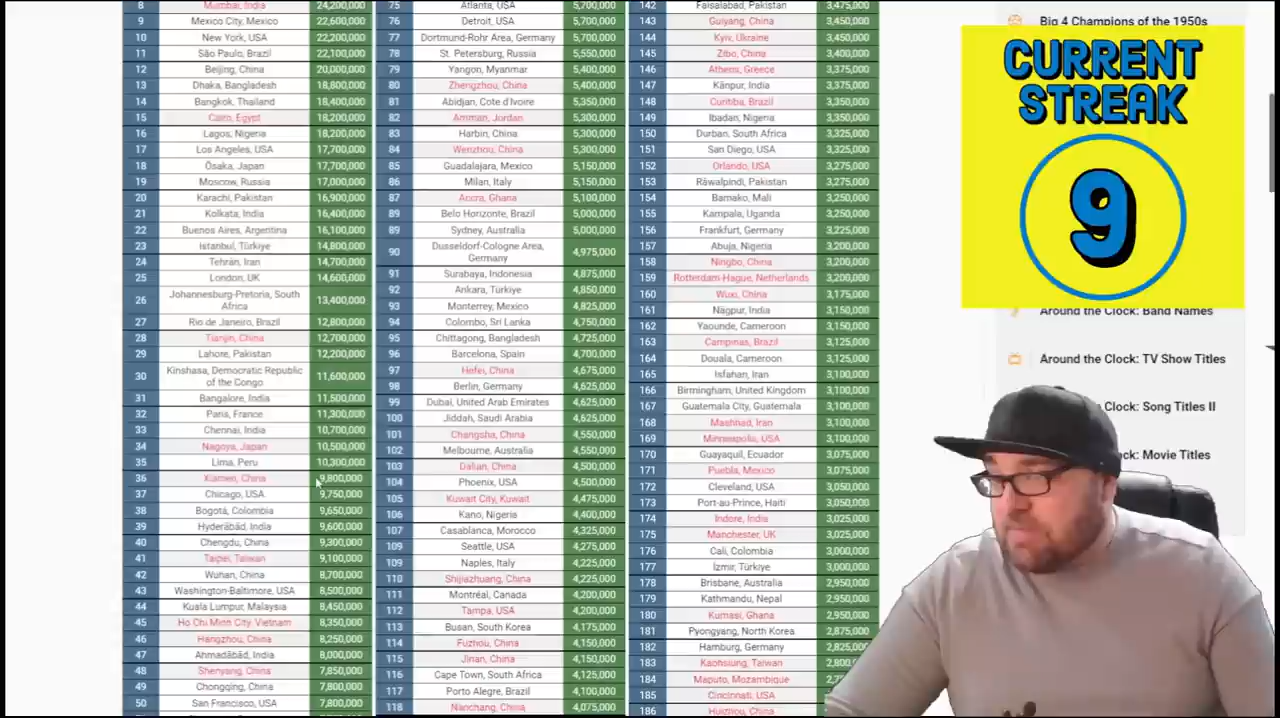 8 Mumbai, India 24,200,000
9 Mexico City, Mexico 22,600,000
10 New York, USA 22,200,000
11 São Paulo, Brazil 22,100,000
12 Beijing, China 20,000,000
13 Dhaka, Bangladesh 18,800,000
14 Bangkok, Thailand 18,400,000
15 Cairo, Egypt 18,200,000
16 Lagos, Nigeria 18,200,000
17 Los Angeles, USA 17,700,000
18 Ōsaka, Japan 17,700,000
19 Moscow, Russia 17,000,000
20 Karachi, Pakistan 16,900,000
21 Kolkata, India 16,400,000
22 Buenos Aires, Argentina 16,100,000
23 Istanbul, Türkiye 14,800,000
24 Tehrān, Iran 14,700,000
25 London, UK 14,600,000
26 Johannesburg-Pretoria, South
Africa 13,400,000
27 Rio de Janeiro, Brazil 12,800,000
28 Tianjin, China 12,700,000
29 Lahore, Pakistan 12,200,000
30 Kinshasa, Democratic Republic
of the Congo 11,600,000
31 Bangalore, India 11,500,000
32 Paris, France 11,300,000
33 Chennai, India 10,700,000
34 Nagoya, Japan 10,500,000
35 Lima, Peru 10,300,000
36 Xiamen, China 9,800,000
37 Chicago, USA 9,750,000
38 Bogotá, Colombia 9,650,000
39 Hyderābād, India 9,600,000
40 Chengdu, China 9,300,000
41 Taipei, Taiwan 9,100,000
42 Wuhan, China 8,700,000
43 Washington-Baltimore, USA 8,500,000
44 Kuala Lumpur, Malaysia 8,450,000
45 Ho Chi Minh City, Vietnam 8,350,000
46 Hangzhou, China 8,250,000
47 Ahmadābād, India 8,000,000
48 Shenyang, China 7,850,000
49 Chongqing, China 7,800,000
50 San Francisco, USA 7,800,000
75 Atlanta, USA 5,700,000
76 Detroit, USA 5,700,000
77 Dortmund-Rohr Area, Germany 5,700,000
78 St. Petersburg, Russia 5,550,000
79 Yangon, Myanmar 5,400,000
80 Zhengzhou, China 5,400,000
81 Abidjan, Cote d'Ivoire 5,350,000
82 Amman, Jordan 5,300,000
83 Harbin, China 5,300,000
84 Wenzhou, China 5,300,000
85 Guadalajara, Mexico 5,150,000
86 Milan, Italy 5,150,000
87 Accra, Ghana 5,100,000
89 Belo Horizonte, Brazil 5,000,000
89 Sydney, Australia 5,000,000
90 Dusseldorf-Cologne Area,
Germany 4,975,000
91 Surabaya, Indonesia 4,875,000
92 Ankara, Türkiye 4,850,000
93 Monterrey, Mexico 4,825,000
94 Colombo, Sri Lanka 4,750,000
95 Chittagong, Bangladesh 4,725,000
96 Barcelona, Spain 4,700,000
97 Hefei, China 4,675,000
98 Berlin, Germany 4,625,000
99 Dubai, United Arab Emirates 4,625,000
100 Jiddah, Saudi Arabia 4,625,000
101 Changsha, China 4,550,000
102 Melbourne, Australia 4,550,000
103 Dalian, China 4,500,000
104 Phoenix, USA 4,500,000
105 Kuwait City, Kuwait 4,475,000
106 Kano, Nigeria 4,400,000
107 Casablanca, Morocco 4,325,000
109 Seattle, USA 4,275,000
109 Naples, Italy 4,225,000
110 Shijiazhuang, China 4,225,000
111 Montréal, Canada 4,200,000
112 Tampa, USA 4,200,000
113 Busan, South Korea 4,175,000
114 Fuzhou, China 4,150,000
115 Jinan, China 4,150,000
116 Cape Town, South Africa 4,125,000
117 Porto Alegre, Brazil 4,100,000
118 Nanchang, China 4,075,000
142 Faisalabad, Pakistan 3,475,000
143 Guiyang, China 3,450,000
144 Kyiv, Ukraine 3,450,000
145 Zibo, China 3,400,000
146 Athens, Greece 3,375,000
147 Kānpur, India 3,375,000
148 Curitiba, Brazil 3,350,000
149 Ibadan, Nigeria 3,350,000
150 Durban, South Africa 3,325,000
151 San Diego, USA 3,325,000
152 Orlando, USA 3,275,000
153 Rāwalpindi, Pakistan 3,275,000
154 Bamako, Mali 3,250,000
155 Kampala, Uganda 3,250,000
156 Frankfurt, Germany 3,225,000
157 Abuja, Nigeria 3,200,000
158 Ningbo, China 3,200,000
159 Rotterdam-Hague, Netherlands 3,200,000
160 Wuxi, China 3,175,000
161 Nāgpur, India 3,150,000
162 Yaounde, Cameroon 3,150,000
163 Campinas, Brazil 3,125,000
164 Douala, Cameroon 3,125,000
165 Isfahan, Iran 3,100,000
166 Birmingham, United Kingdom 3,100,000
167 Guatemala City, Guatemala 3,100,000
168 Mashhad, Iran 3,100,000
169 Minneapolis, USA 3,100,000
170 Guayaquil, Ecuador 3,075,000
171 Puebla, Mexico 3,075,000
172 Cleveland, USA 3,050,000
173 Port-au-Prince, Haiti 3,050,000
174 Indore, India 3,025,000
175 Manchester, UK 3,025,000
176 Cali, Colombia 3,000,000
177 İzmir, Türkiye 3,000,000
178 Brisbane, Australia 2,950,000
179 Kathmandu, Nepal 2,950,000
180 Kumasi, Ghana 2,950,000
181 Pyongyang, North Korea 2,875,000
182 Hamburg, Germany 2,825,000
183 Kaohsiung, Taiwan 2,800,
184 Maputo, Mozambique
185 Cincinnati, USA
186 Huizhou, China
Big 4 Champions of the 1950s
CURRENT
STREAK
9
Around the Clock: Band Names
Around the Clock: TV Show Titles
Clock: Song Titles II
Movie Titles